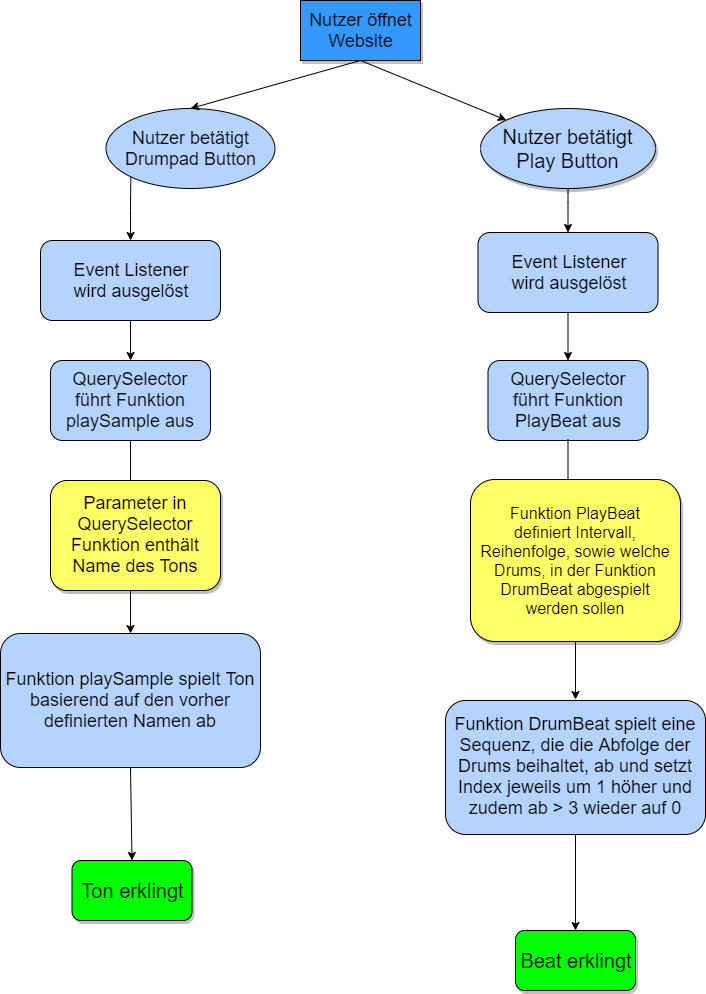 Nutzer öffnet
Website
Nutzer betätigt
Drumpad Button
Event Listener
wird ausgelöst
QuerySelector
führt Funktion
playSample aus
Parameter in
QuerySelector
Funktion enthält
Name des Tons
Funktion playSample spielt Ton
basierend auf den vorher
definierten Namen ab
Ton erklingt
Nutzer betätigt
Play Button
Event Listener
wird ausgelöst
QuerySelector
führt Funktion
PlayBeat aus
Funktion PlayBeat
definiert Intervall,
Reihenfolge, sowie welche
Drums, in der Funktion
DrumBeat abgespielt
werden sollen
Funktion DrumBeat spielt eine
Sequenz, die die Abfolge der
Drums beihaltet, ab und setzt
Index jeweils um 1 höher und
zudem ab > 3 wieder auf 0
Beat erklingt